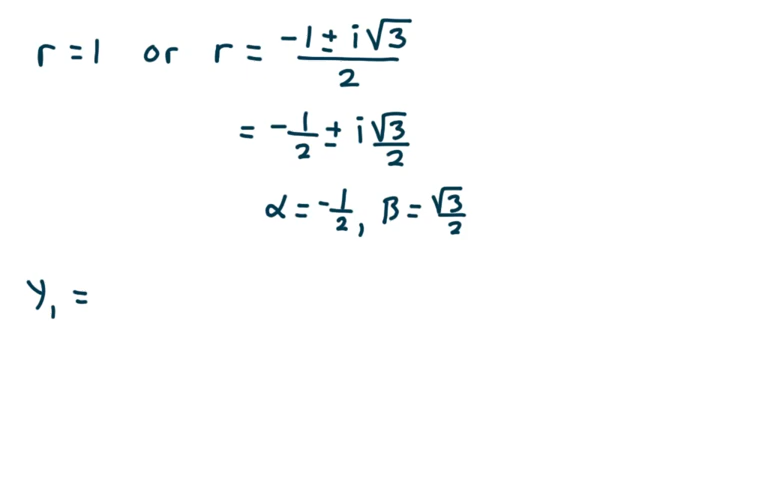 r = 1 or r = (-1 ± i√3)/2
= -1/2 ± i √3/2
α = -1/2, β = √3/2
y₁ =